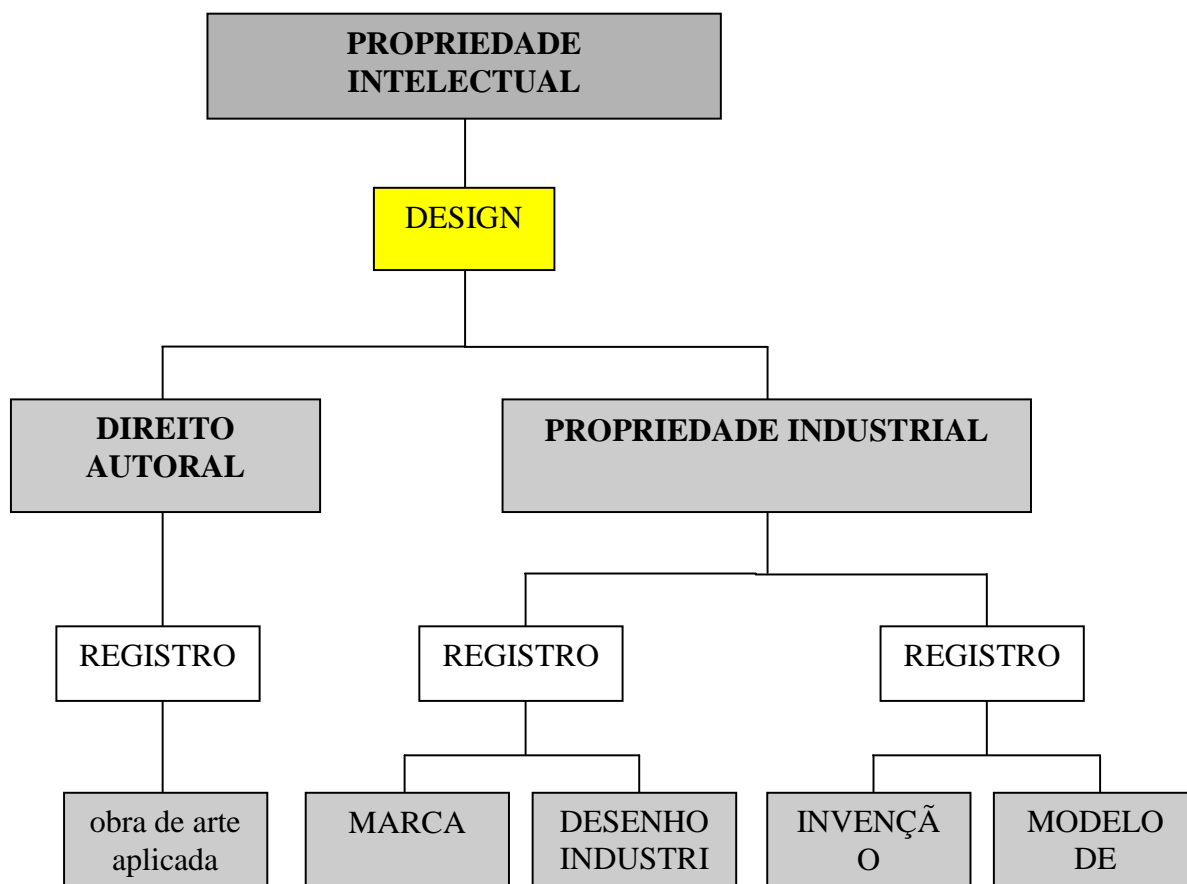 PROPRIEDADE
INTELECTUAL
DESIGN
DIREITO
AUTORAL
PROPRIEDADE INDUSTRIAL
REGISTRO
REGISTRO
REGISTRO
obra de arte
aplicada
MARCA
DESENHO
INDUSTRI
INVENÇÃ
O
MODELO
DE